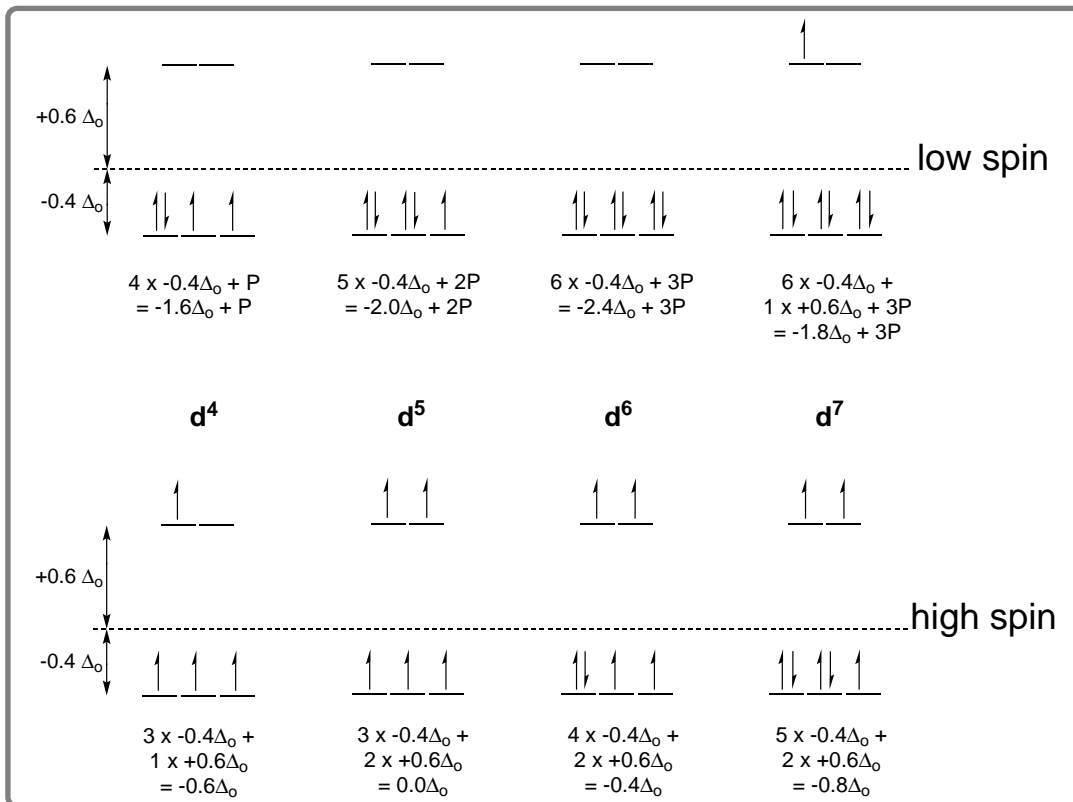 +0.6 Δₒ
low spin
-0.4 Δₒ
4 x -0.4Δₒ + P
= -1.6Δₒ + P
5 x -0.4Δₒ + 2P
= -2.0Δₒ + 2P
6 x -0.4Δₒ + 3P
= -2.4Δₒ + 3P
6 x -0.4Δₒ +
1 x +0.6Δₒ + 3P
= -1.8Δₒ + 3P
d⁴
d⁵
d⁶
d⁷
+0.6 Δₒ
high spin
-0.4 Δₒ
3 x -0.4Δₒ +
1 x +0.6Δₒ
= -0.6Δₒ
3 x -0.4Δₒ +
2 x +0.6Δₒ
= 0.0Δₒ
4 x -0.4Δₒ +
2 x +0.6Δₒ
= -0.4Δₒ
5 x -0.4Δₒ +
2 x +0.6Δₒ
= -0.8Δₒ